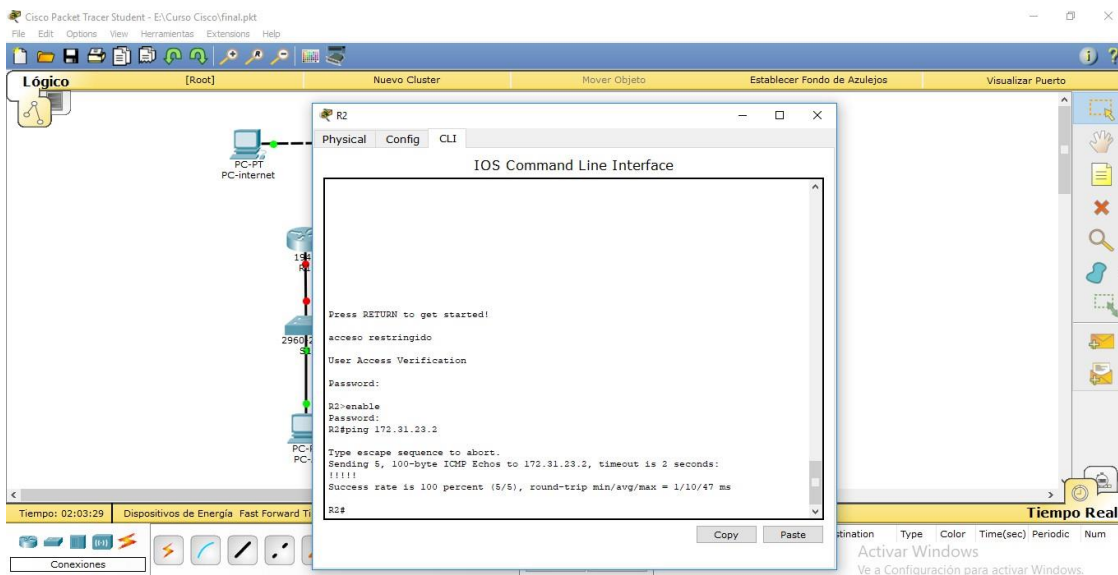 Cisco Packet Tracer Student - E:\Curso Cisco\final.pkt
File Edit Options View Herramientas Extensions Help
Lógico [Root] Nuevo Cluster Mover Objeto Establecer Fondo de Azulejos Visualizar Puerto
R2
Physical Config CLI
IOS Command Line Interface
PC-PT
PC-internet
Press RETURN to get started!
acceso restringido
User Access Verification
Password:
R2>enable
Password:
R2#ping 172.31.23.2
Type escape sequence to abort.
Sending 5, 100-byte ICMP Echos to 172.31.23.2, timeout is 2 seconds:
!!!!!
Success rate is 100 percent (5/5), round-trip min/avg/max = 1/10/47 ms
R2#
Copy Paste
Tiempo: 02:03:29 Dispositivos de Energía Fast Forward Ti
Tiempo Real
Conexiones
stination Type Color Time(sec) Periodic Num
Activar Windows
Ve a Configuración para activar Windows.